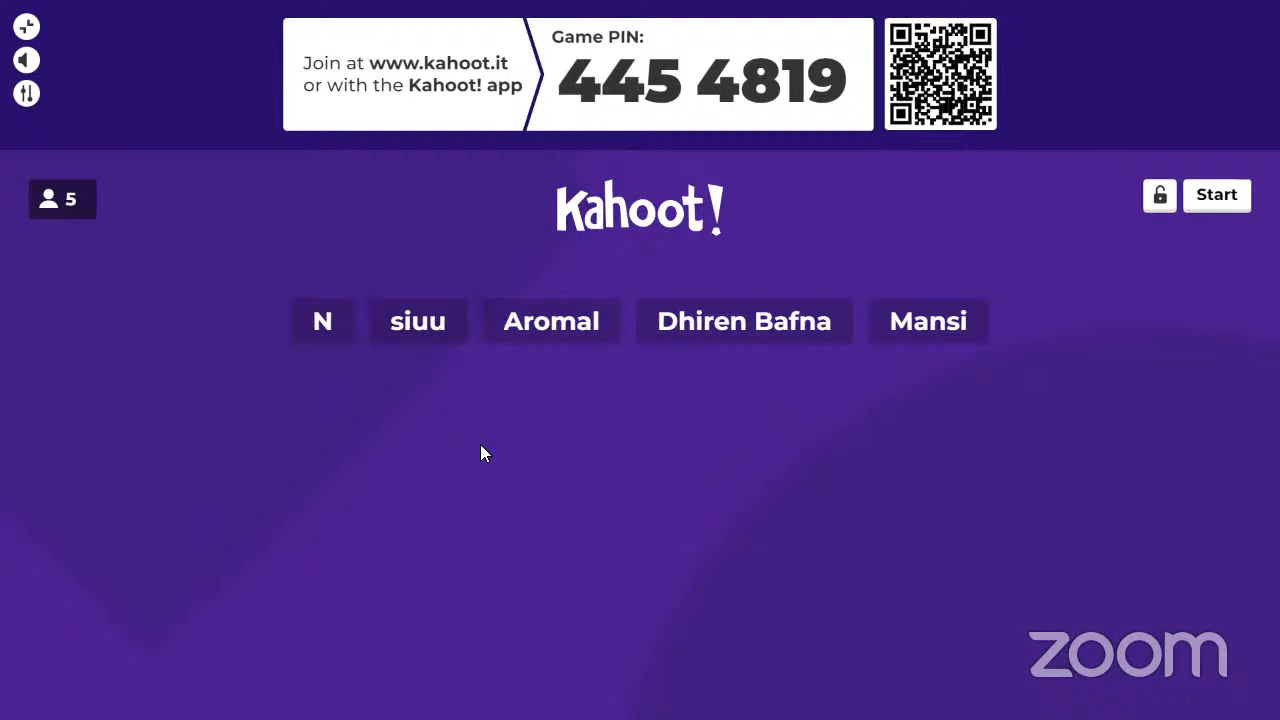 Join at www.kahoot.it
or with the Kahoot! app
Game PIN:
445 4819
5
Kahoot!
Start
N siuu Aromal Dhiren Bafna Mansi
zoom